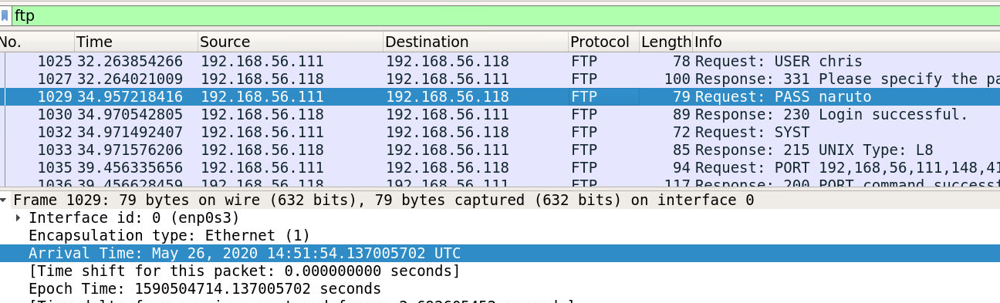 ftp
No. Time Source Destination Protocol Length Info
1025 32.263854266 192.168.56.111 192.168.56.118 FTP 78 Request: USER chris
1027 32.264021009 192.168.56.118 192.168.56.111 FTP 100 Response: 331 Please specify the pa
1029 34.957218416 192.168.56.111 192.168.56.118 FTP 79 Request: PASS naruto
1030 34.970542805 192.168.56.118 192.168.56.111 FTP 89 Response: 230 Login successful.
1032 34.971492407 192.168.56.111 192.168.56.118 FTP 72 Request: SYST
1033 34.971576206 192.168.56.118 192.168.56.111 FTP 85 Response: 215 UNIX Type: L8
1035 39.456335656 192.168.56.111 192.168.56.118 FTP 94 Request: PORT 192,168,56,111,148,41
1036 39.456628459 192.168.56.118 192.168.56.111 FTP 117 Response: 200 PORT command successf
Frame 1029: 79 bytes on wire (632 bits), 79 bytes captured (632 bits) on interface 0
Interface id: 0 (enp0s3)
Encapsulation type: Ethernet (1)
Arrival Time: May 26, 2020 14:51:54.137005702 UTC
[Time shift for this packet: 0.000000000 seconds]
Epoch Time: 1590504714.137005702 seconds